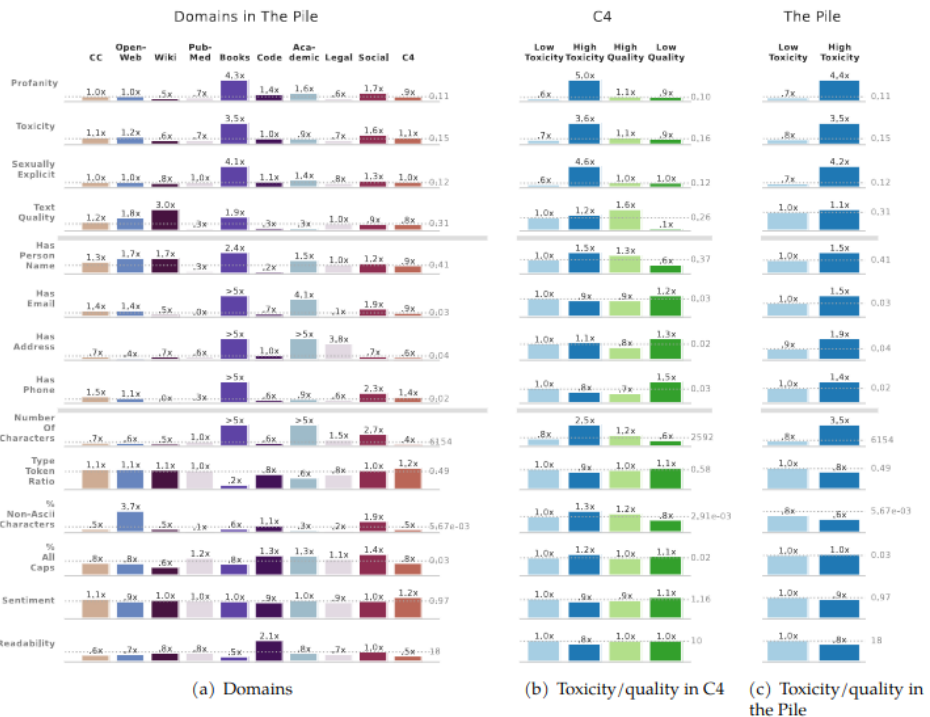 Domains in The Pile
C4
The Pile
CC Open-Web Wiki Pub-Med Books Code Aca-demic Legal Social C4
Low Toxicity High Toxicity High Quality Low Quality
Low Toxicity High Toxicity
Profanity 1.0x 1.0x .5x .7x 4.3x 1.4x 1.6x .6x 1.7x .9x 0.11
.6x 5.0x 1.1x .9x 0.10
.7x 4.4x 0.11
Toxicity 1.1x 1.2x .6x .7x 3.5x 1.0x .9x .7x 1.6x 1.1x 0.15
.7x 3.6x 1.1x .9x 0.16
.8x 3.5x 0.15
Sexually Explicit 1.0x 1.0x .8x 1.0x 4.1x 1.1x 1.4x .8x 1.3x 1.0x 0.12
.6x 4.6x 1.0x 1.0x 0.12
.7x 4.2x 0.12
Text Quality 1.2x 1.8x 3.0x .3x 1.9x .3x .3x 1.0x .9x .8x 0.31
1.0x 1.2x 1.6x .1x 0.26
1.0x 1.1x 0.31
Has Person Name 1.3x 1.7x 1.7x .3x 2.4x .2x 1.5x 1.0x 1.2x .9x 0.41
1.0x 1.5x 1.3x .6x 0.37
1.0x 1.5x 0.41
Has Email 1.4x 1.4x .5x .0x >5x .7x 4.1x .1x 1.9x .9x 0.03
1.0x .9x .9x 1.2x 0.03
1.0x 1.5x 0.03
Has Address .7x .4x .7x .6x >5x 1.0x >5x 3.8x .7x .6x 0.04
1.0x 1.1x .8x 1.3x 0.02
.9x 1.9x 0.04
Has Phone 1.5x 1.1x .0x .3x >5x .6x .9x .6x 2.3x 1.4x 0.02
1.0x .8x .7x 1.5x 0.03
1.0x 1.4x 0.02
Number Of Characters .7x .6x .5x 1.0x >5x .6x >5x 1.5x 2.7x .4x 6154
.8x 2.5x 1.2x .6x 2592
.8x 3.5x 6154
Type Token Ratio 1.1x 1.1x 1.1x 1.0x .2x .8x .6x .8x 1.0x 1.2x 0.49
1.0x .9x 1.0x 1.1x 0.58
1.0x .8x 0.49
% Non-Ascii Characters .5x 3.7x .5x .1x .6x 1.1x .3x .2x 1.9x .5x 5.67e-03
1.0x 1.3x 1.2x .8x 2.91e-03
.8x .6x 5.67e-03
% All Caps .8x .8x .6x 1.2x .8x 1.3x 1.3x 1.1x 1.4x .8x 0.03
1.0x 1.2x 1.0x 1.1x 0.02
1.0x 1.0x 0.03
Sentiment 1.1x .9x 1.0x 1.0x 1.0x .9x 1.0x .9x 1.0x 1.2x 0.97
1.0x .9x .9x 1.1x 1.16
1.0x .9x 0.97
eadability .6x .7x .8x .8x .5x 2.1x .8x .7x 1.0x .5x 18
1.0x .8x 1.0x 1.0x 10
1.0x .8x 18
(a) Domains
(b) Toxicity/quality in C4
(c) Toxicity/quality in
the Pile